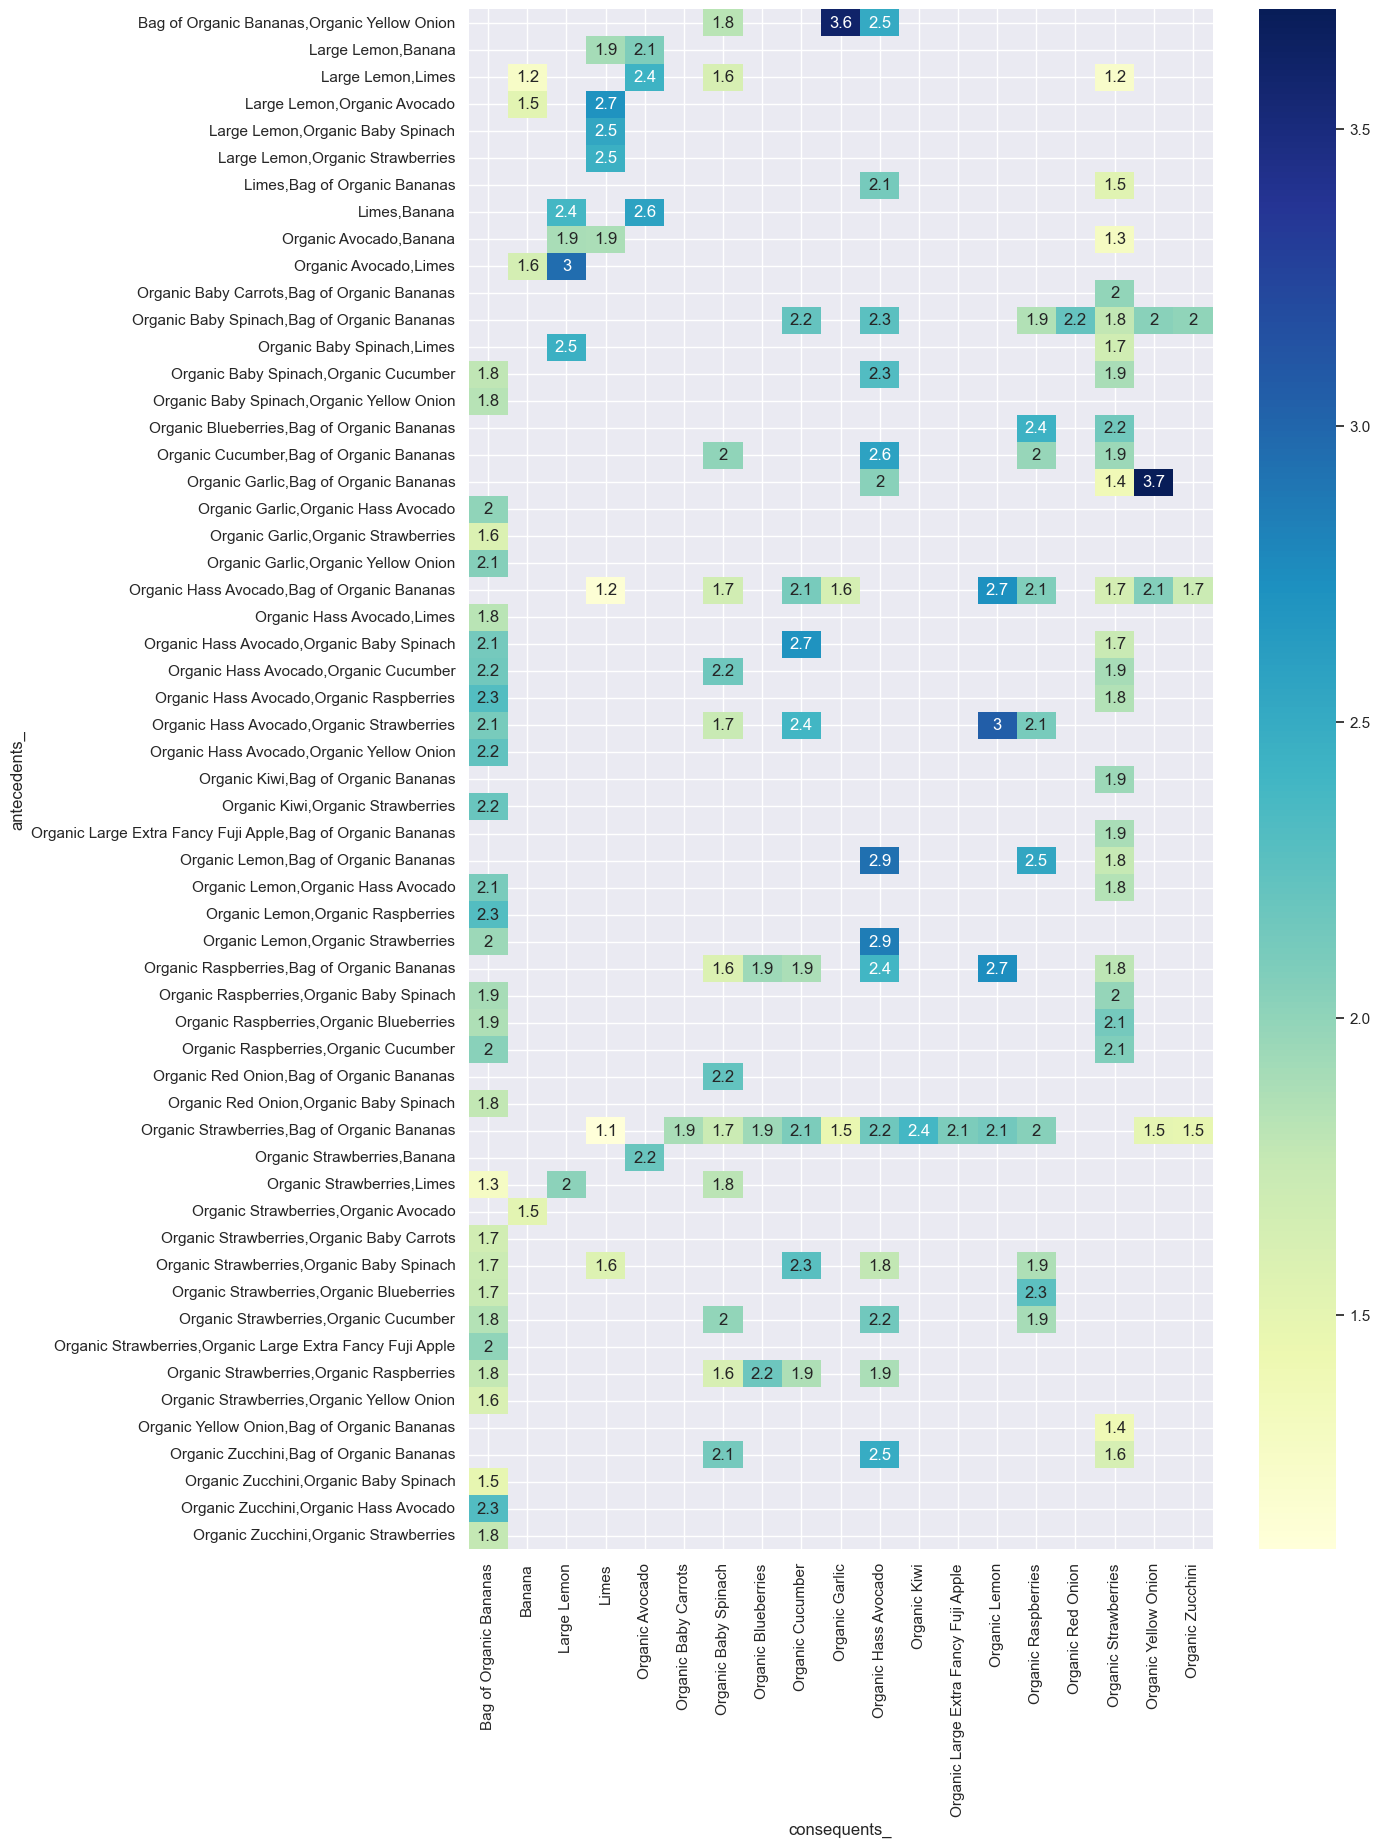 Bag of Organic Bananas,Organic Yellow Onion 1.8 3.6 2.5
Large Lemon,Banana 1.9 2.1
Large Lemon,Limes 1.2 2.4 1.6 1.2
Large Lemon,Organic Avocado 1.5 2.7
Large Lemon,Organic Baby Spinach 2.5
Large Lemon,Organic Strawberries 2.5
Limes,Bag of Organic Bananas 2.1 1.5
Limes,Banana 2.4 2.6
Organic Avocado,Banana 1.9 1.9 1.3
Organic Avocado,Limes 1.6 3
Organic Baby Carrots,Bag of Organic Bananas 2
Organic Baby Spinach,Bag of Organic Bananas 2.2 2.3 1.9 2.2 1.8 2 2
Organic Baby Spinach,Limes 2.5 1.7
Organic Baby Spinach,Organic Cucumber 1.8 2.3 1.9
Organic Baby Spinach,Organic Yellow Onion 1.8
Organic Blueberries,Bag of Organic Bananas 2.4 2.2
Organic Cucumber,Bag of Organic Bananas 2 2.6 2 1.9
Organic Garlic,Bag of Organic Bananas 2 1.4 3.7
Organic Garlic,Organic Hass Avocado 2
Organic Garlic,Organic Strawberries 1.6
Organic Garlic,Organic Yellow Onion 2.1
Organic Hass Avocado,Bag of Organic Bananas 1.2 1.7 2.1 1.6 2.7 2.1 1.7 2.1 1.7
Organic Hass Avocado,Limes 1.8
Organic Hass Avocado,Organic Baby Spinach 2.1 2.7 1.7
Organic Hass Avocado,Organic Cucumber 2.2 2.2 1.9
Organic Hass Avocado,Organic Raspberries 2.3 1.8
Organic Hass Avocado,Organic Strawberries 2.1 1.7 2.4 3 2.1
Organic Hass Avocado,Organic Yellow Onion 2.2
Organic Kiwi,Bag of Organic Bananas 1.9
Organic Kiwi,Organic Strawberries 2.2
Organic Large Extra Fancy Fuji Apple,Bag of Organic Bananas 1.9
Organic Lemon,Bag of Organic Bananas 2.9 2.5 1.8
Organic Lemon,Organic Hass Avocado 2.1 1.8
Organic Lemon,Organic Raspberries 2.3
Organic Lemon,Organic Strawberries 2 2.9
Organic Raspberries,Bag of Organic Bananas 1.6 1.9 1.9 2.4 2.7 1.8
Organic Raspberries,Organic Baby Spinach 1.9 2
Organic Raspberries,Organic Blueberries 1.9 2.1
Organic Raspberries,Organic Cucumber 2 2.1
Organic Red Onion,Bag of Organic Bananas 2.2
Organic Red Onion,Organic Baby Spinach 1.8
Organic Strawberries,Bag of Organic Bananas 1.1 1.9 1.7 1.9 2.1 1.5 2.2 2.4 2.1 2.1 2 1.5 1.5
Organic Strawberries,Banana 2.2
Organic Strawberries,Limes 1.3 2 1.8
Organic Strawberries,Organic Avocado 1.5
Organic Strawberries,Organic Baby Carrots 1.7
Organic Strawberries,Organic Baby Spinach 1.7 1.6 2.3 1.8 1.9
Organic Strawberries,Organic Blueberries 1.7 2.3
Organic Strawberries,Organic Cucumber 1.8 2 2.2 1.9
Organic Strawberries,Organic Large Extra Fancy Fuji Apple 2
Organic Strawberries,Organic Raspberries 1.8 1.6 2.2 1.9 1.9
Organic Strawberries,Organic Yellow Onion 1.6
Organic Yellow Onion,Bag of Organic Bananas 1.4
Organic Zucchini,Bag of Organic Bananas 2.1 2.5 1.6
Organic Zucchini,Organic Baby Spinach 1.5
Organic Zucchini,Organic Hass Avocado 2.3
Organic Zucchini,Organic Strawberries 1.8
antecedents_
Bag of Organic Bananas
Banana
Large Lemon
Limes
Organic Avocado
Organic Baby Carrots
Organic Baby Spinach
Organic Blueberries
Organic Cucumber
Organic Garlic
Organic Hass Avocado
Organic Kiwi
Organic Large Extra Fancy Fuji Apple
Organic Lemon
Organic Raspberries
Organic Red Onion
Organic Strawberries
Organic Yellow Onion
Organic Zucchini
consequents_
3.5
3.0
2.5
2.0
1.5